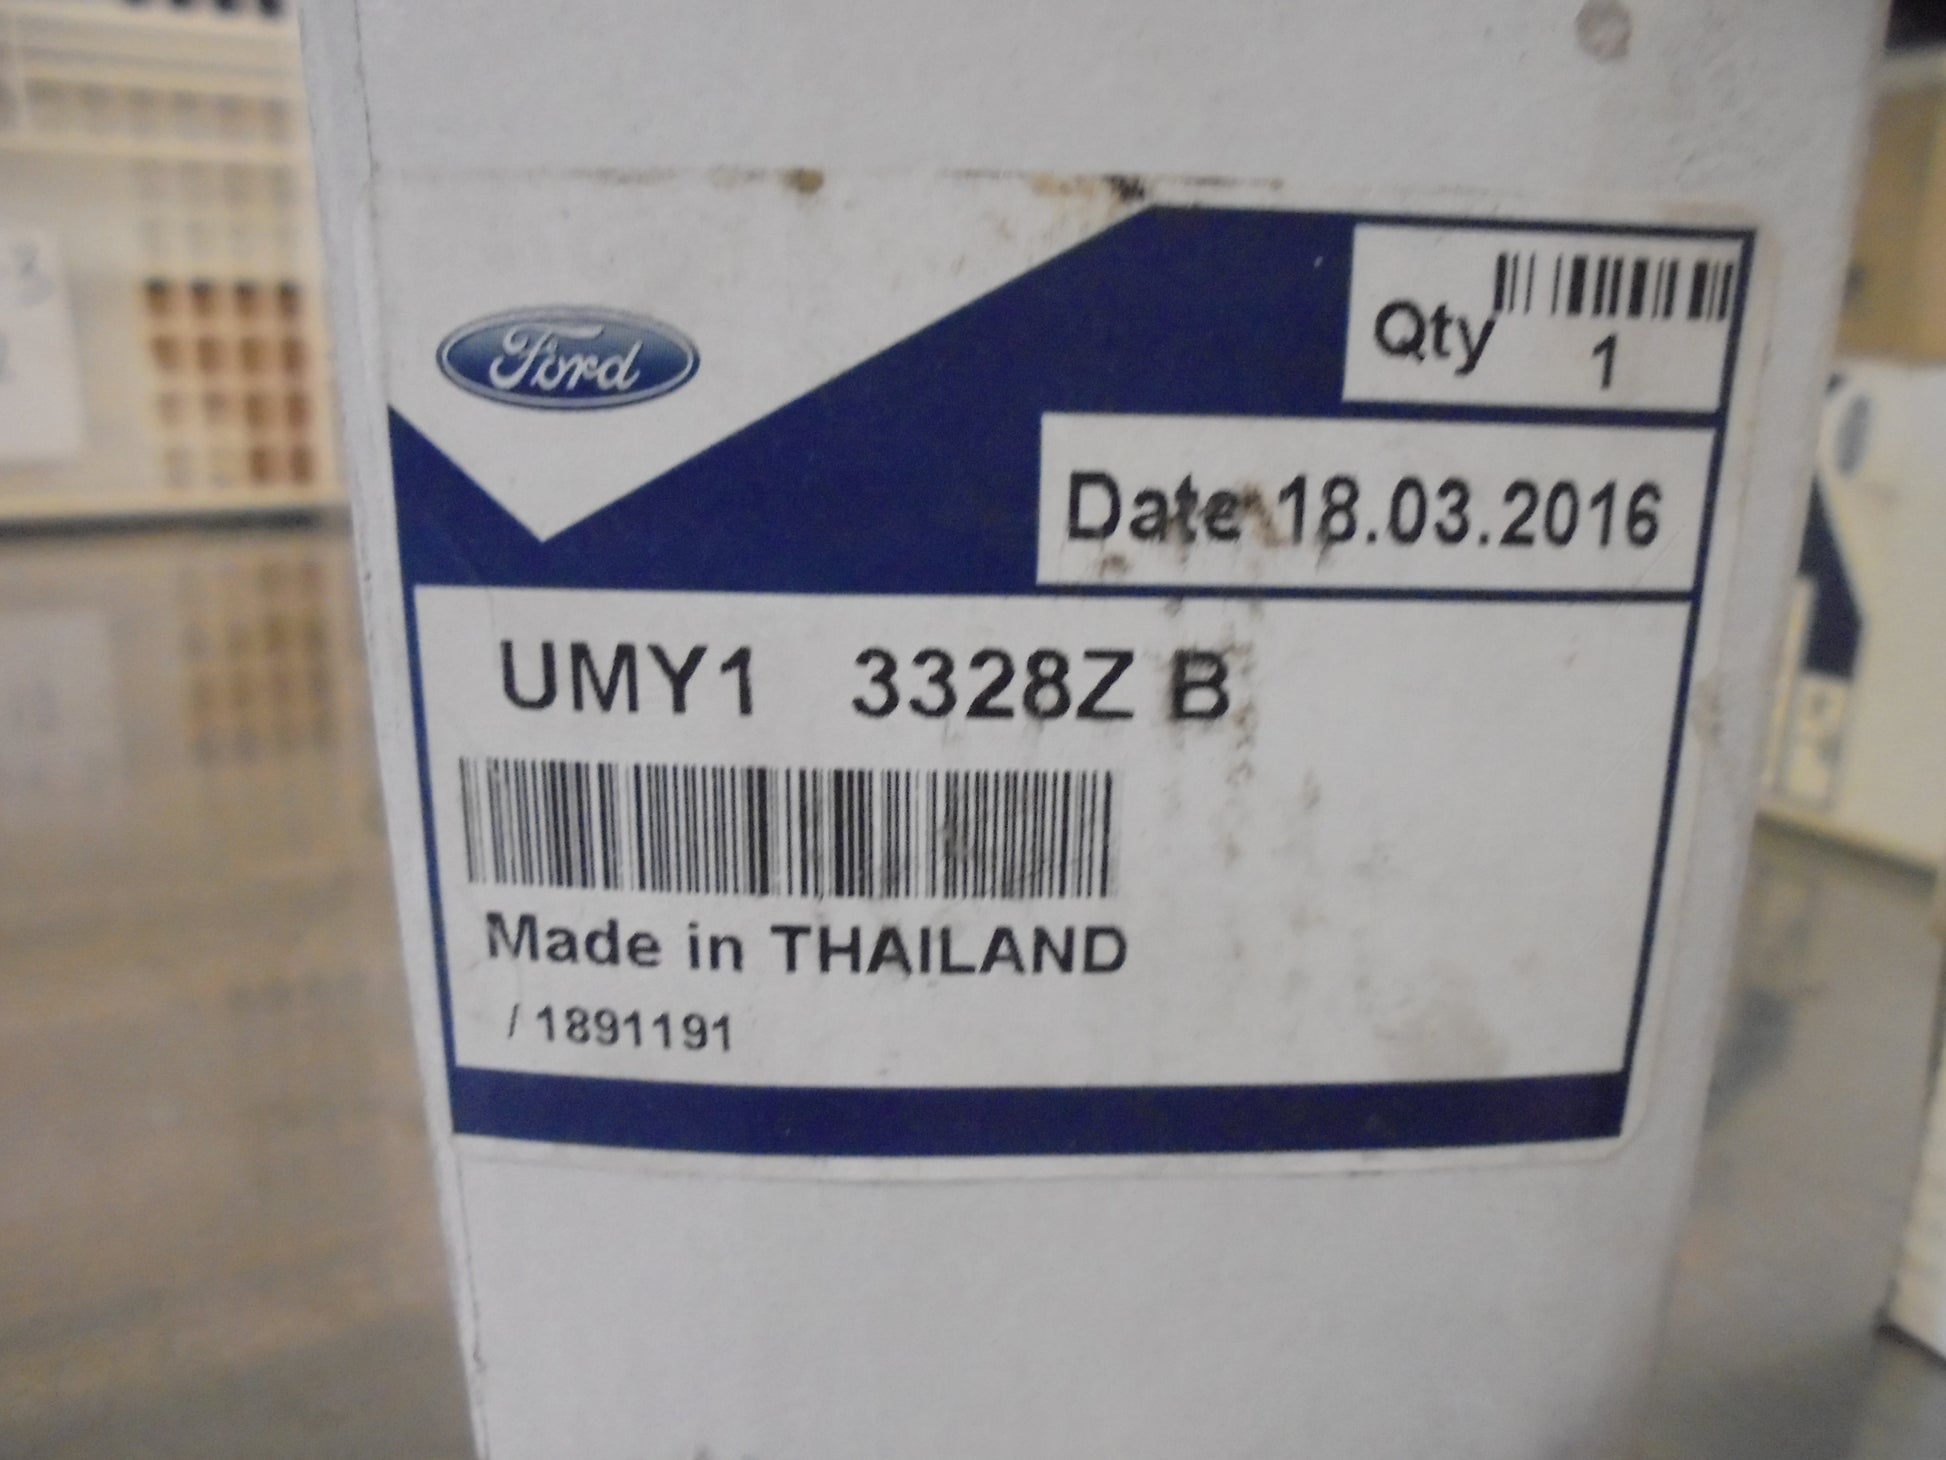 Ford
Qty
1
Date 18.03.2016
UMY1 3328Z B
Made in THAILAND
/ 1891191